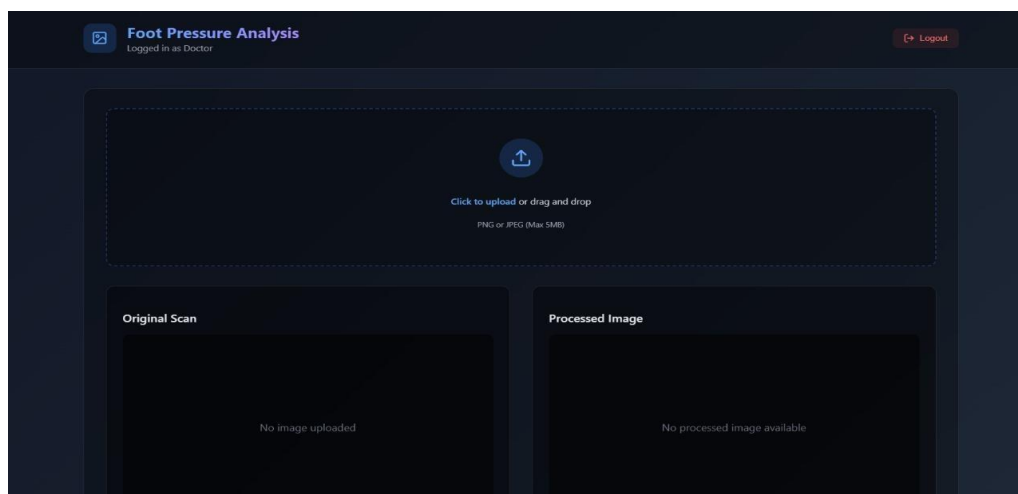 Foot Pressure Analysis
Logged in as Doctor
Logout
Click to upload or drag and drop
PNG or JPEG (Max 5MB)
Original Scan
Processed Image
No image uploaded
No processed image available